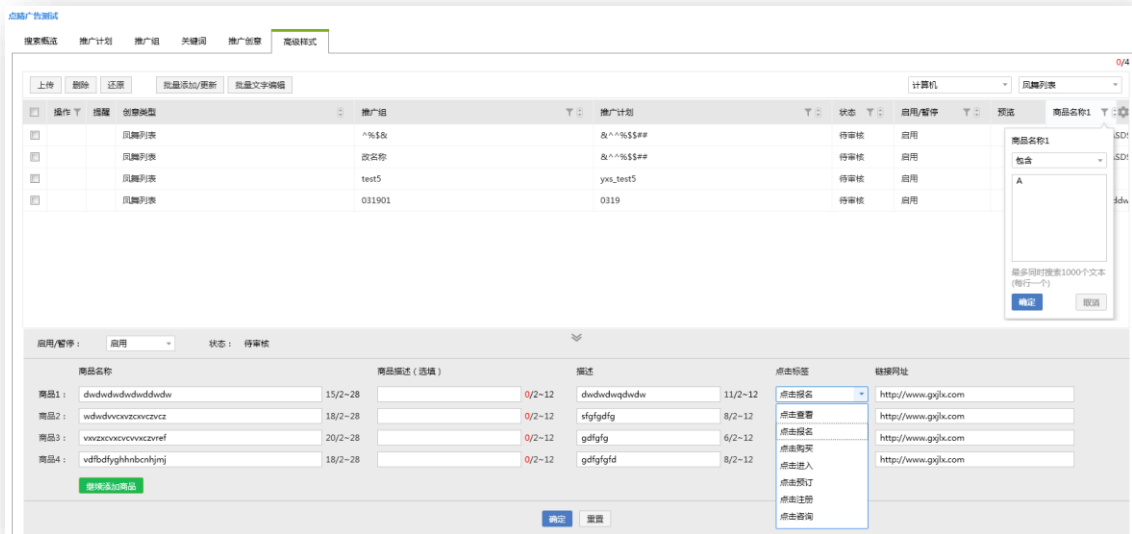 点睛广告测试
搜索概览 推广计划 推广组 关键词 推广创意 高级样式
0/4
上传 删除 还原 批量添加/更新 批量文字编辑 计算机 凤舞列表
操作 提醒 创意类型 推广组 推广计划 状态 启用/暂停 预览 商品名称1
凤舞列表 ^%$& &^^%$$## 待审核 启用
凤舞列表 改名称 &^^%$$## 待审核 启用
凤舞列表 test5 yxs_test5 待审核 启用
凤舞列表 031901 0319 待审核 启用
商品名称1
包含
A
最多同时搜索1000个文本
(每行一个)
确定 取消
启用/暂停: 启用 状态: 待审核
商品名称 商品描述(选填) 描述 点击标签 链接网址
商品1: dwdwdwdwdwddwdw 15/2~28 0/2~12 dwdwdwqdwdw 11/2~12 点击报名 http://www.gxjlx.com
商品2: wdwdvvcxvzcxvczvcz 18/2~28 0/2~12 sfgfgdfg 8/2~12 http://www.gxjlx.com
商品3: vxvzxcvxcvcvvxczvref 20/2~28 0/2~12 gdfgfg 6/2~12 http://www.gxjlx.com
商品4: vdfbdfyghhnbcnhjmj 18/2~28 0/2~12 gdfgfgfd 8/2~12 http://www.gxjlx.com
点击查看
点击报名
点击购买
点击进入
点击预订
点击注册
点击咨询
继续添加商品
确定 重置